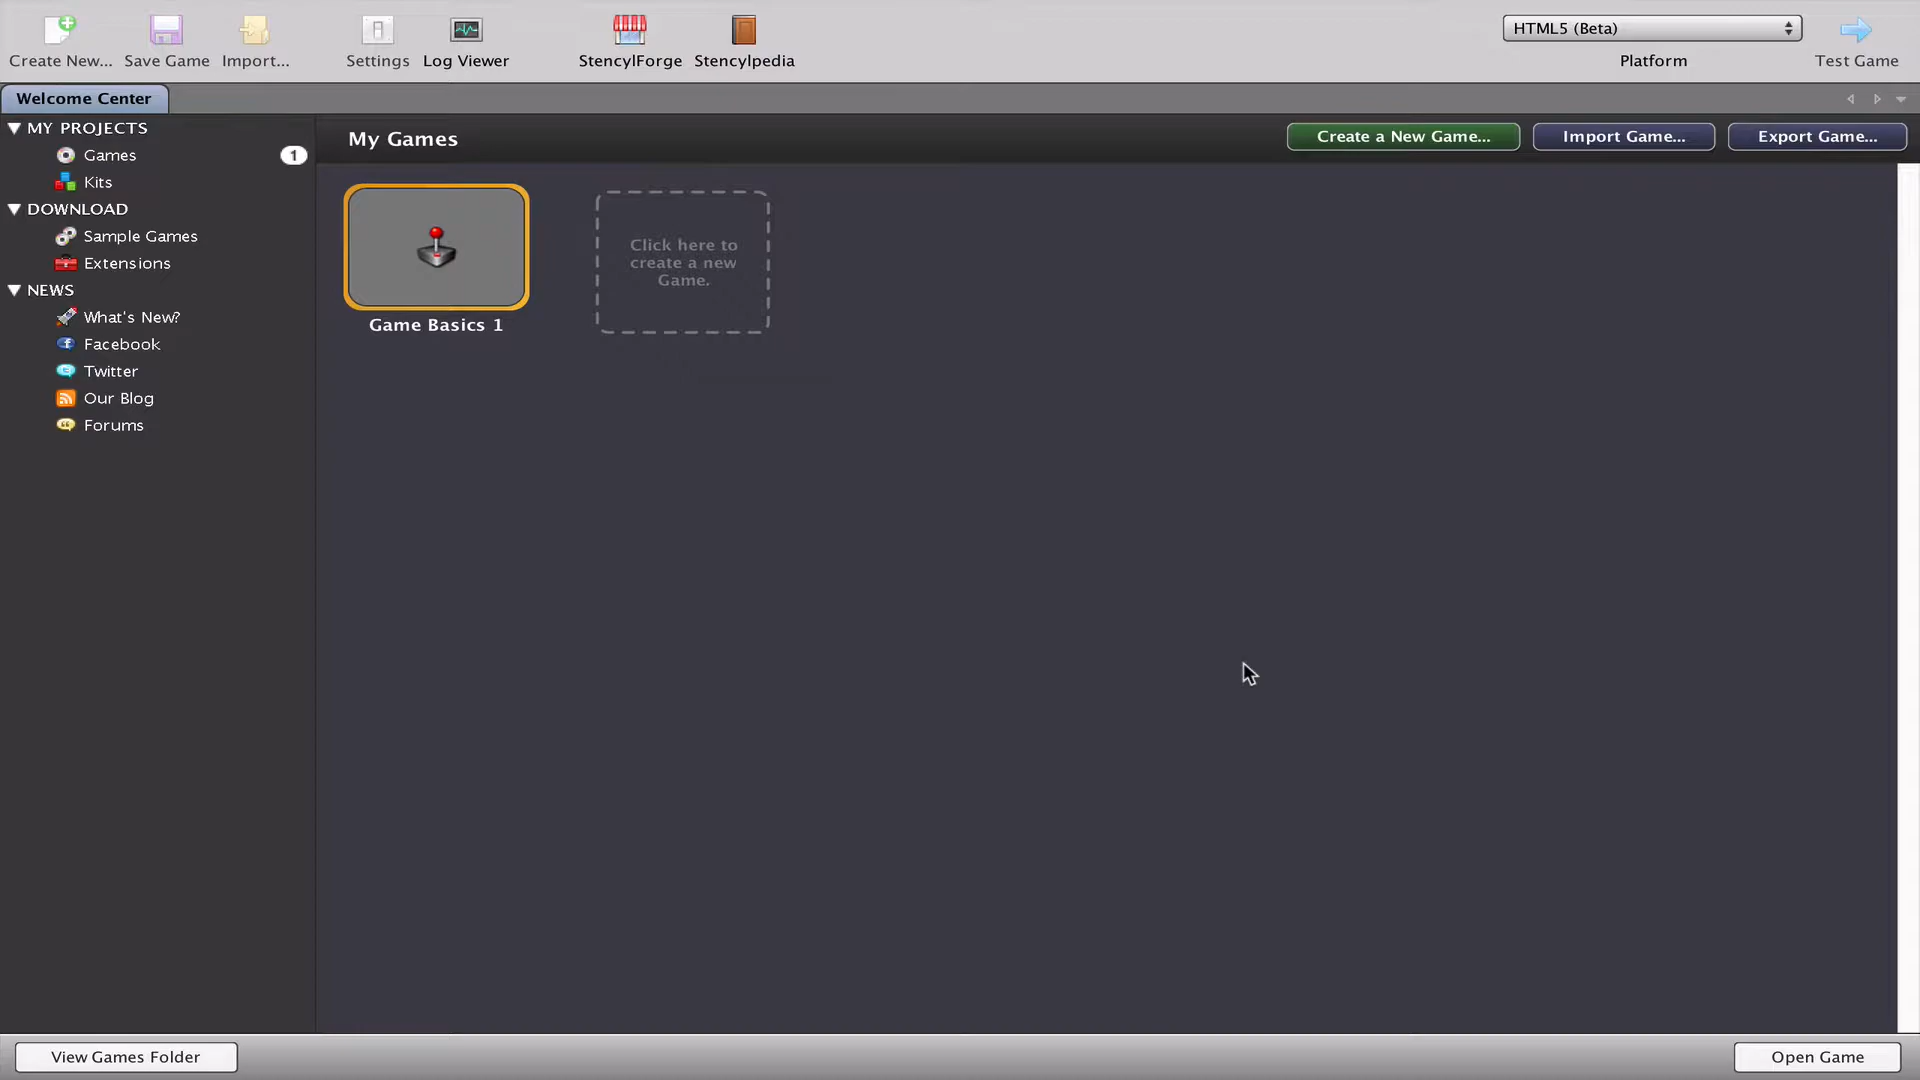 Create New...
Save Game
Import...
Settings
Log Viewer
StencylForge
Stencylpedia
HTML5 (Beta)
Platform
Test Game
Welcome Center
MY PROJECTS
Games
1
Kits
DOWNLOAD
Sample Games
Extensions
NEWS
What's New?
Facebook
Twitter
Our Blog
Forums
My Games
Create a New Game...
Import Game...
Export Game...
Game Basics 1
Click here to
create a new
Game.
View Games Folder
Open Game